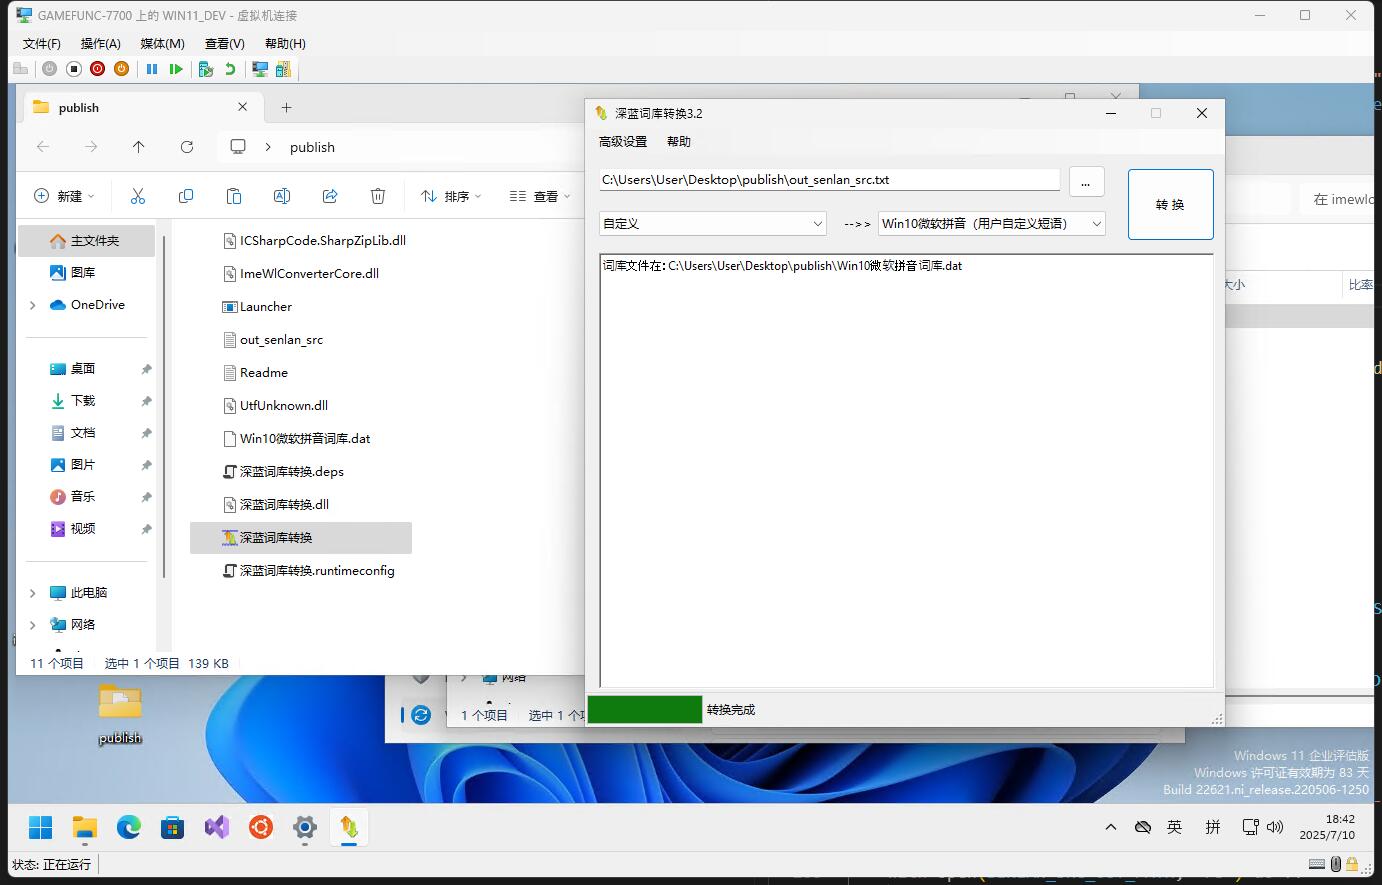 GAMEFUNC-7700 上的 WIN11_DEV - 虚拟机连接
文件(F) 操作(A) 媒体(M) 查看(V) 帮助(H)
publish
publish
新建
排序
查看
主文件夹
图库
OneDrive
桌面
下载
文档
图片
音乐
视频
此电脑
网络
ICSharpCode.SharpZipLib.dll
ImeWlConverterCore.dll
Launcher
out_senlan_src
Readme
UtfUnknown.dll
Win10微软拼音词库.dat
深蓝词库转换.deps
深蓝词库转换.dll
深蓝词库转换
深蓝词库转换.runtimeconfig
11 个项目 选中 1 个项目 139 KB
深蓝词库转换3.2
高级设置 帮助
C:\Users\User\Desktop\publish\out_senlan_src.txt
...
转 换
自定义
-->>
Win10微软拼音（用户自定义短语）
词库文件在：C:\Users\User\Desktop\publish\Win10微软拼音词库.dat
转换完成
在 imewlc
大小
比率
网络
1 个项目 选中 1 个项
publish
Windows 11 企业评估版
Windows 许可证有效期为 83 天
Build 22621.ni_release.220506-1250
英
拼
18:42
2025/7/10
状态: 正在运行